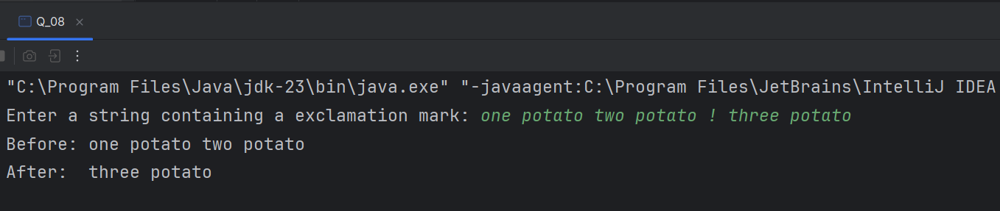 Q_08
"C:\Program Files\Java\jdk-23\bin\java.exe" "-javaagent:C:\Program Files\JetBrains\IntelliJ IDEA
Enter a string containing a exclamation mark: one potato two potato ! three potato
Before: one potato two potato
After:  three potato